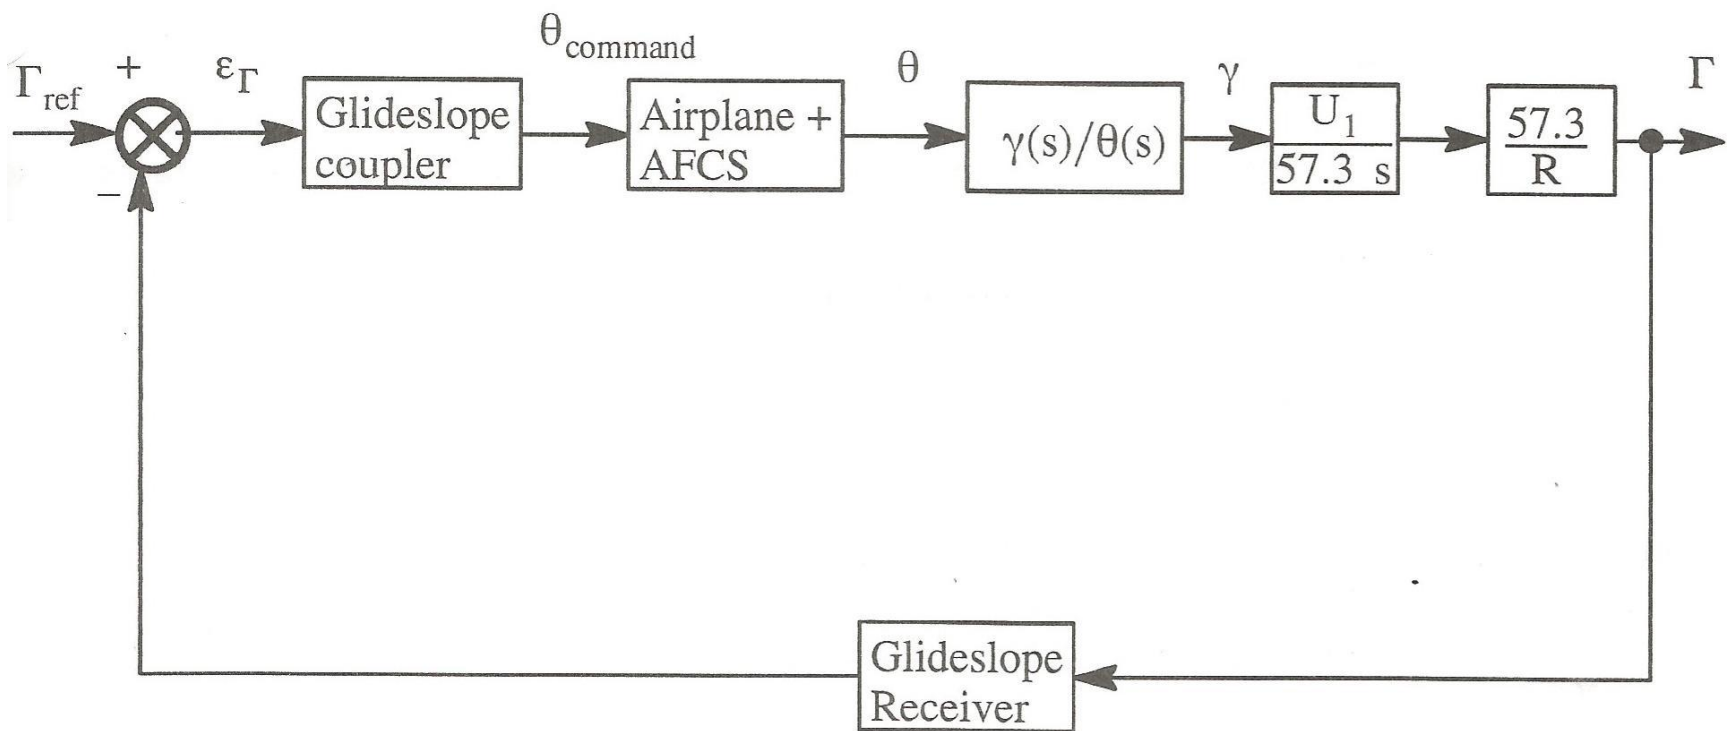 θcommand
Γref
+
εΓ
Glideslope
coupler
Airplane +
AFCS
θ
γ(s)/θ(s)
γ
U1
57.3 s
57.3
R
Γ
−
Glideslope
Receiver